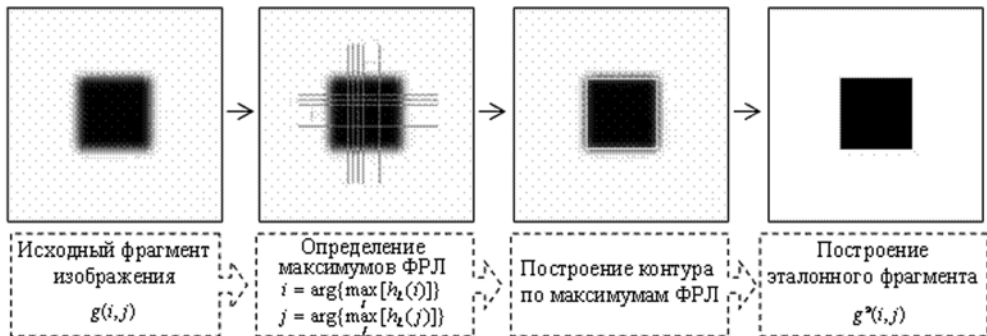 Исходный фрагмент
изображения
g(i,j)
Определение
максимумов ФРЛ
i = arg{max[h_L(i)]}
i
j = arg{max[h_L(j)]}
Построение контура
по максимумам ФРЛ
Построение
эталонного фрагмента
g^э(i,j)